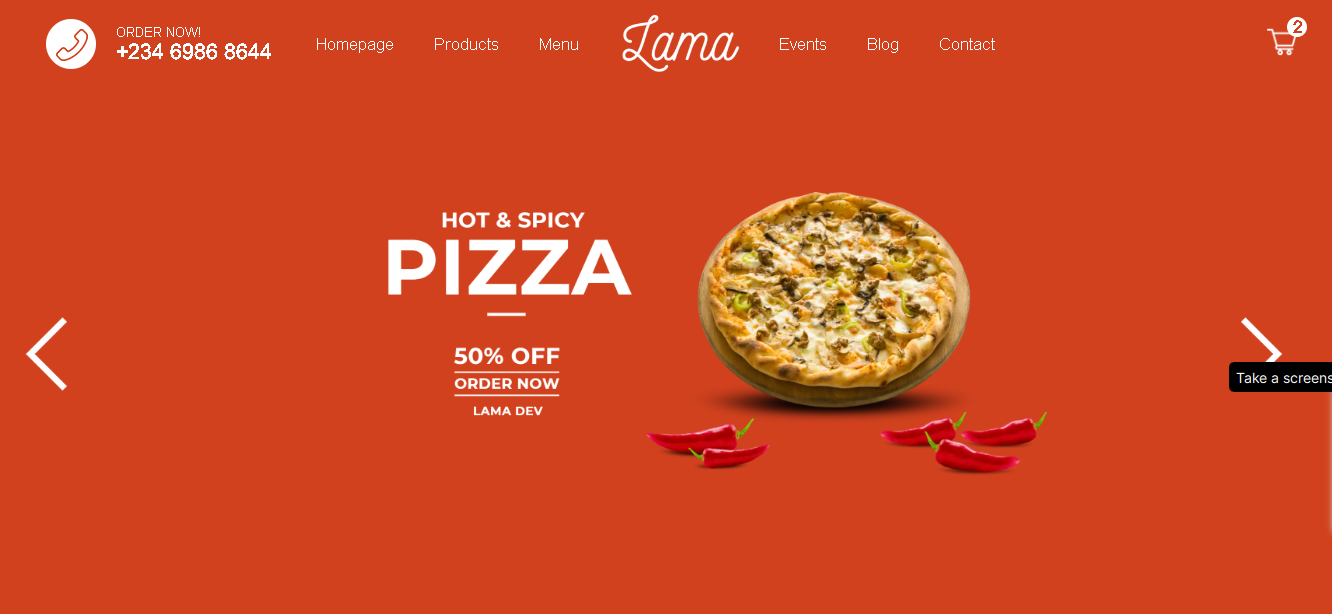 ORDER NOW!
+234 6986 8644
Homepage
Products
Menu
Lama
Events
Blog
Contact
2
HOT & SPICY
PIZZA
50% OFF
ORDER NOW
LAMA DEV
Take a screens